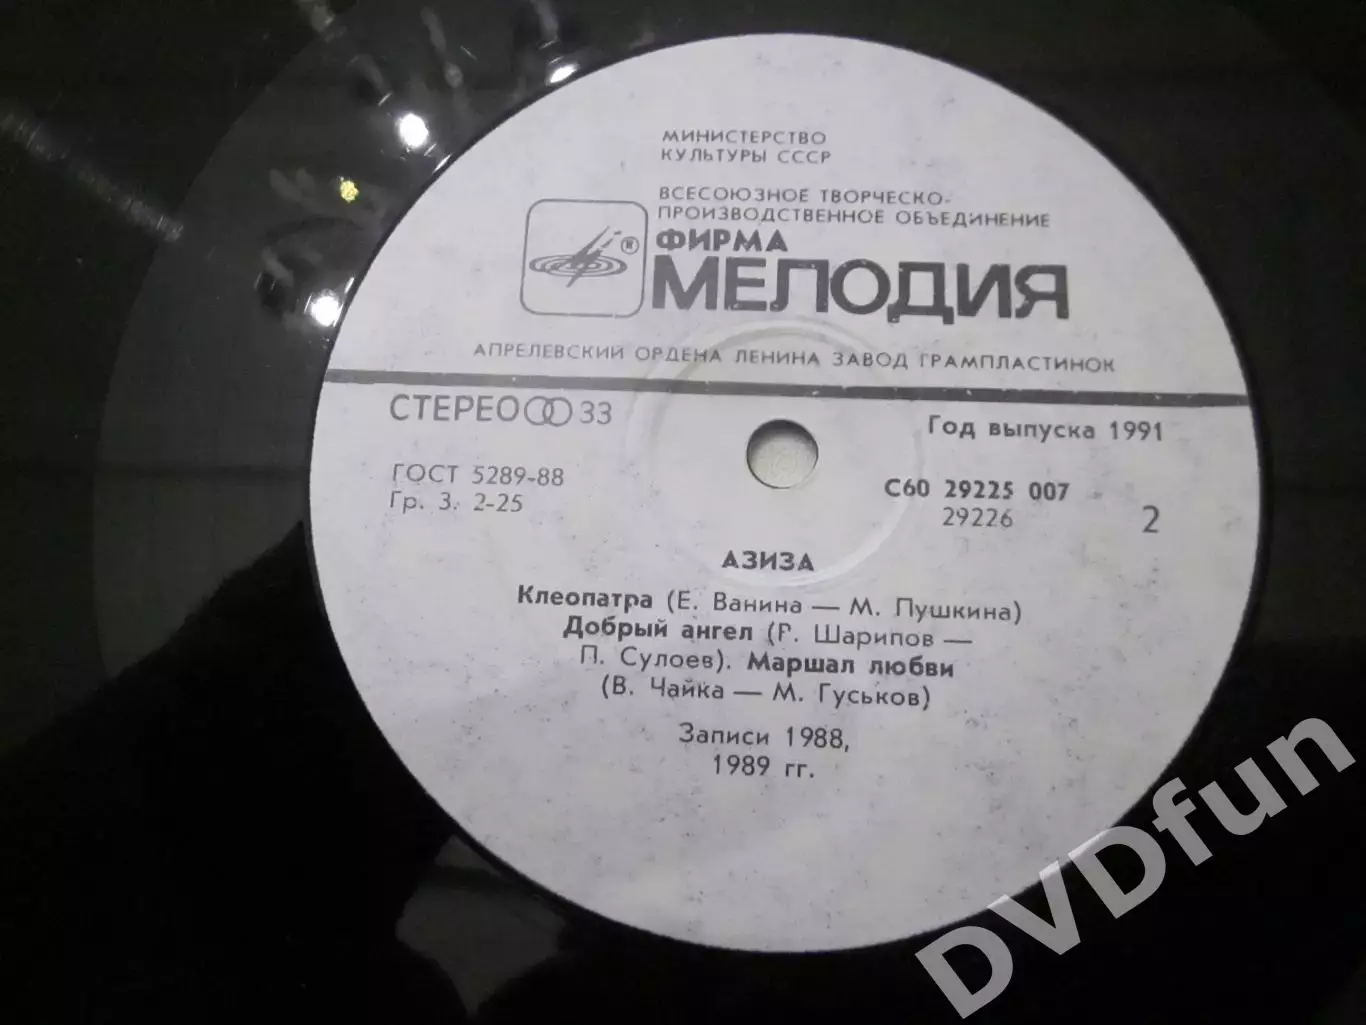 МИНИСТЕРСТВО
КУЛЬТУРЫ СССР
ВСЕСОЮЗНОЕ ТВОРЧЕСКО-
ПРОИЗВОДСТВЕННОЕ ОБЪЕДИНЕНИЕ
ФИРМА
® МЕЛОДИЯ
АПРЕЛЕВСКИЙ ОРДЕНА ЛЕНИНА ЗАВОД ГРАМПЛАСТИНОК
СТЕРЕО 33
Год выпуска 1991
ГОСТ 5289-88
Гр. 3. 2-25
С60 29225 007
29226
2
АЗИЗА
Клеопатра (Е. Ванина — М. Пушкина)
Добрый ангел (Р. Шарипов —
П. Сулоев). Маршал любви
(В. Чайка — М. Гуськов)
Записи 1988,
1989 гг.
DVDfun